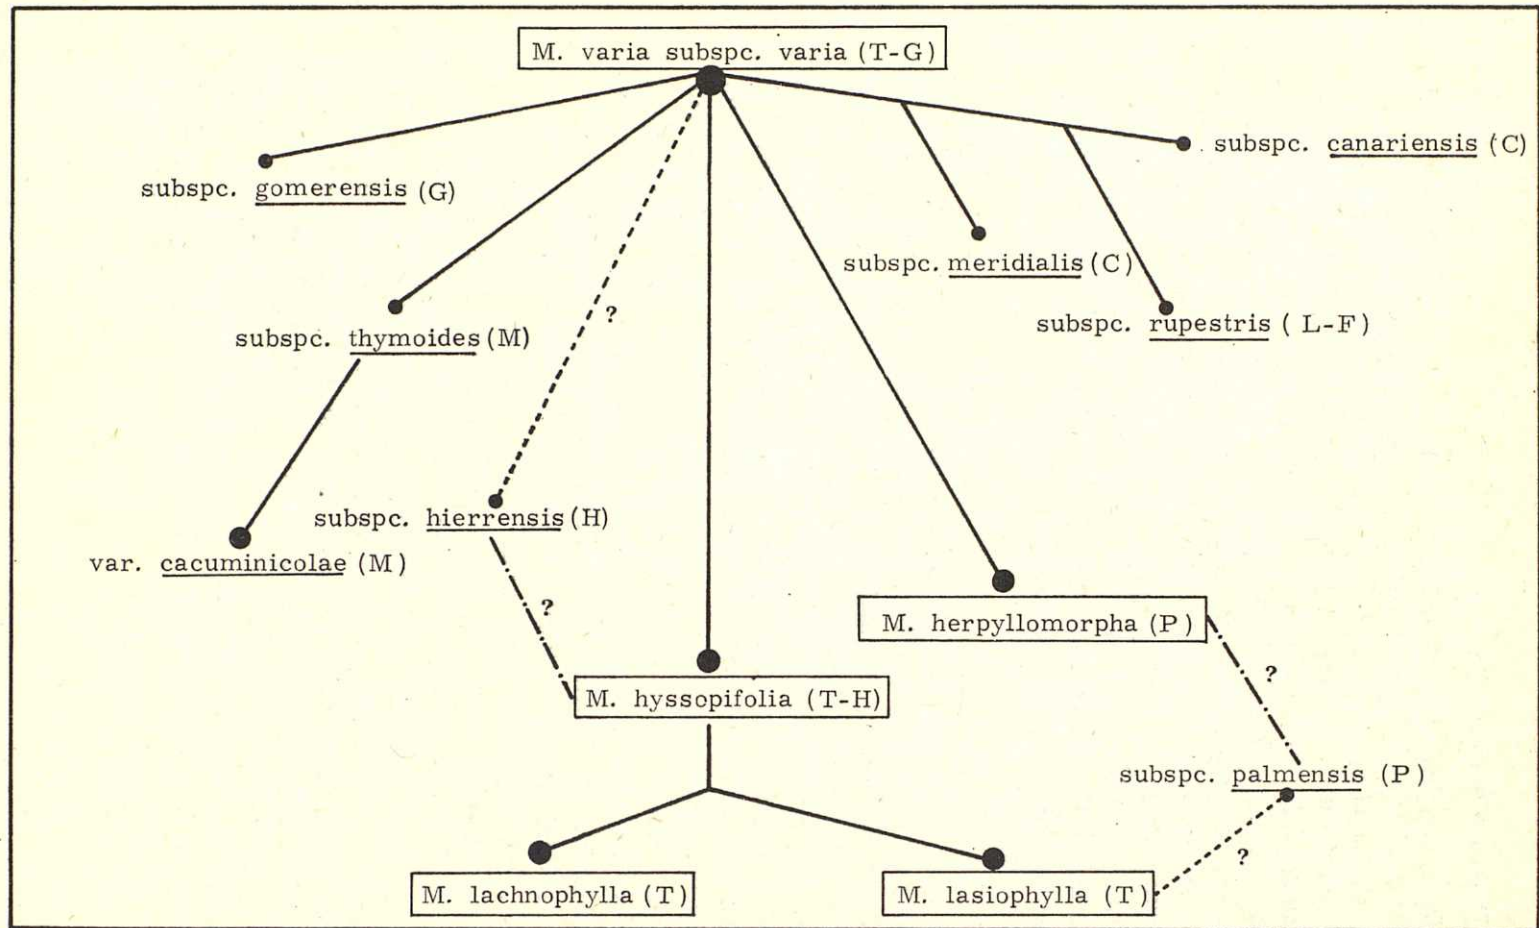 M. varia subspc. varia (T-G)
. subspc. canariensis (C)
subspc. gomerensis (G)
subspc. meridialis (C)
?
subspc. rupestris ( L-F)
subspc. thymoides (M)
subspc. hierrensis (H)
var. cacuminicolae (M)
?
M. herpyllomorpha (P)
?
M. hyssopifolia (T-H)
subspc. palmensis (P)
?
M. lachnophylla (T)
M. lasiophylla (T)